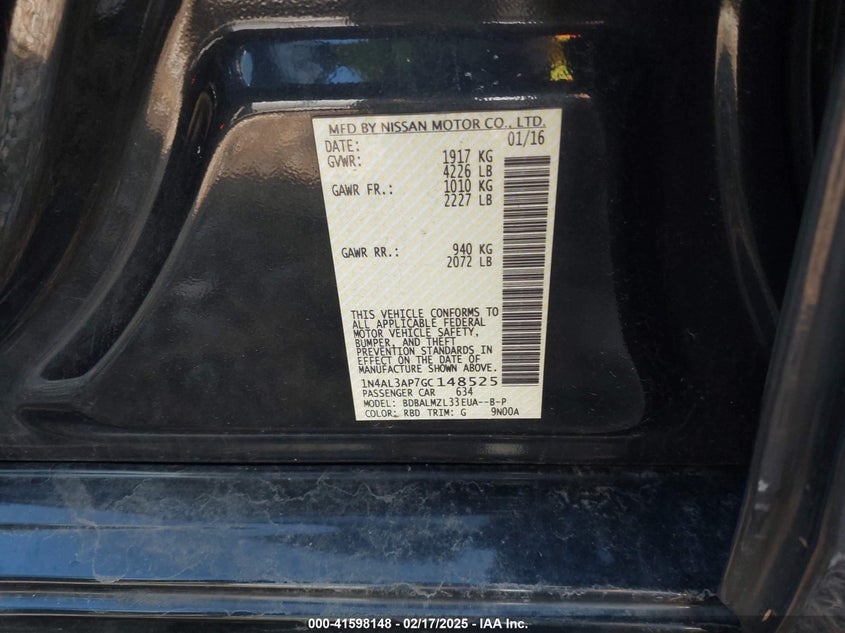 MFD BY NISSAN MOTOR CO., LTD.
DATE: 01/16
GVWR: 1917 KG
4226 LB
GAWR FR.: 1010 KG
2227 LB
GAWR RR.: 940 KG
2072 LB
THIS VEHICLE CONFORMS TO
ALL APPLICABLE FEDERAL
MOTOR VEHICLE SAFETY,
BUMPER, AND THEFT
PREVENTION STANDARDS IN
EFFECT ON THE DATE OF
MANUFACTURE SHOWN ABOVE.
1N4AL3AP7GC148525
PASSENGER CAR 634
MODEL: BDBALMZL33EUA--B-P
COLOR: RBD TRIM: G 9N00A
000-41598148 - 02/17/2025 - IAA Inc.